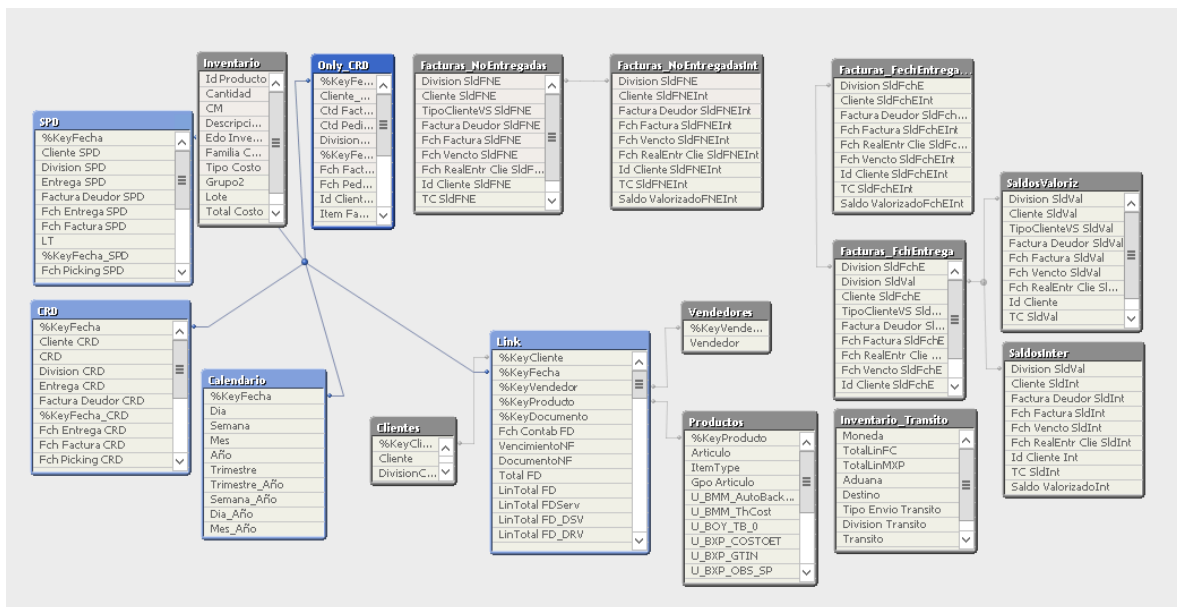 Inventario
Id Producto
Cantidad
CM
Descripci...
Edo Inve...
Familia C...
Tipo Costo
Grupo2
Lote
Total Costo
Only_CRD
%KeyFe...
Cliente_...
Ctd Fact...
Ctd Pedi...
Division...
%KeyFe...
Fch Fact...
Fch Ped...
Id Client...
Item Fa...
Facturas_NoEntregadas
Division SldFNE
Cliente SldFNE
TipoClienteVS SldFNE
Factura Deudor SldFNE
Fch Factura SldFNE
Fch Vencto SldFNE
Fch RealEntr Clie SldF...
Id Cliente SldFNE
TC SldFNE
Facturas_NoEntregadasInt
Division SldFNE
Cliente SldFNEInt
Factura Deudor SldFNEInt
Fch Factura SldFNEInt
Fch Vencto SldFNEInt
Fch RealEntr Clie SldFNEInt
Id Cliente SldFNEInt
TC SldFNEInt
Saldo ValorizadoFNEInt
Facturas_FechEntrega...
Division SldFchE
Cliente SldFchEInt
Factura Deudor SldFch...
Fch Factura SldFchEInt
Fch RealEntr Clie SldFc...
Fch Vencto SldFchEInt
Id Cliente SldFchEInt
TC SldFchEInt
Saldo ValorizadoFchEInt
SPD
%KeyFecha
Cliente SPD
Division SPD
Entrega SPD
Factura Deudor SPD
Fch Entrega SPD
Fch Factura SPD
LT
%KeyFecha_SPD
Fch Picking SPD
SaldosValoriz
Division SldVal
Cliente SldVal
TipoClienteVS SldVal
Factura Deudor SldVal
Fch Factura SldVal
Fch Vencto SldVal
Fch RealEntr Clie Sl...
Id Cliente
TC SldVal
Facturas_FchEntrega
Division SldFchE
Division SldVal
Cliente SldFchE
TipoClienteVS Sld...
Factura Deudor Sl...
Fch Factura SldFchE
Fch RealEntr Clie ...
Fch Vencto SldFchE
Id Cliente SldFchE
CRD
%KeyFecha
Cliente CRD
CRD
Division CRD
Entrega CRD
Factura Deudor CRD
%KeyFecha_CRD
Fch Entrega CRD
Fch Factura CRD
Fch Picking CRD
Vendedores
%KeyVende...
Vendedor
Link
%KeyCliente
%KeyFecha
%KeyVendedor
%KeyProdudo
%KeyDocumento
Fch Contab FD
VencimientoNF
DocumentoNF
Total FD
LinTotal FD
LinTotal FDServ
LinTotal FD_DSV
LinTotal FD_DRV
SaldosInter
Division SldVal
Cliente SldInt
Factura Deudor SldInt
Fch Factura SldInt
Fch Vencto SldInt
Fch RealEntr Clie SldInt
Id Cliente Int
TC SldInt
Saldo ValorizadoInt
Calendario
%KeyFecha
Dia
Semana
Mes
Año
Trimestre
Trimestre_Año
Semana_Año
Dia_Año
Mes_Año
Clientes
%KeyCli...
Cliente
DivisionC...
Productos
%KeyProdudo
Articulo
ItemType
Gpo Articulo
U_BMM_AutoBack...
U_BMM_ThCost
U_BOY_TB_0
U_BXP_COSTOET
U_BXP_GTIN
U_BXP_OBS_SP
Inventario_Transito
Moneda
TotalLinFC
TotalLinMXP
Aduana
Destino
Tipo Envio Transito
Division Transito
Transito